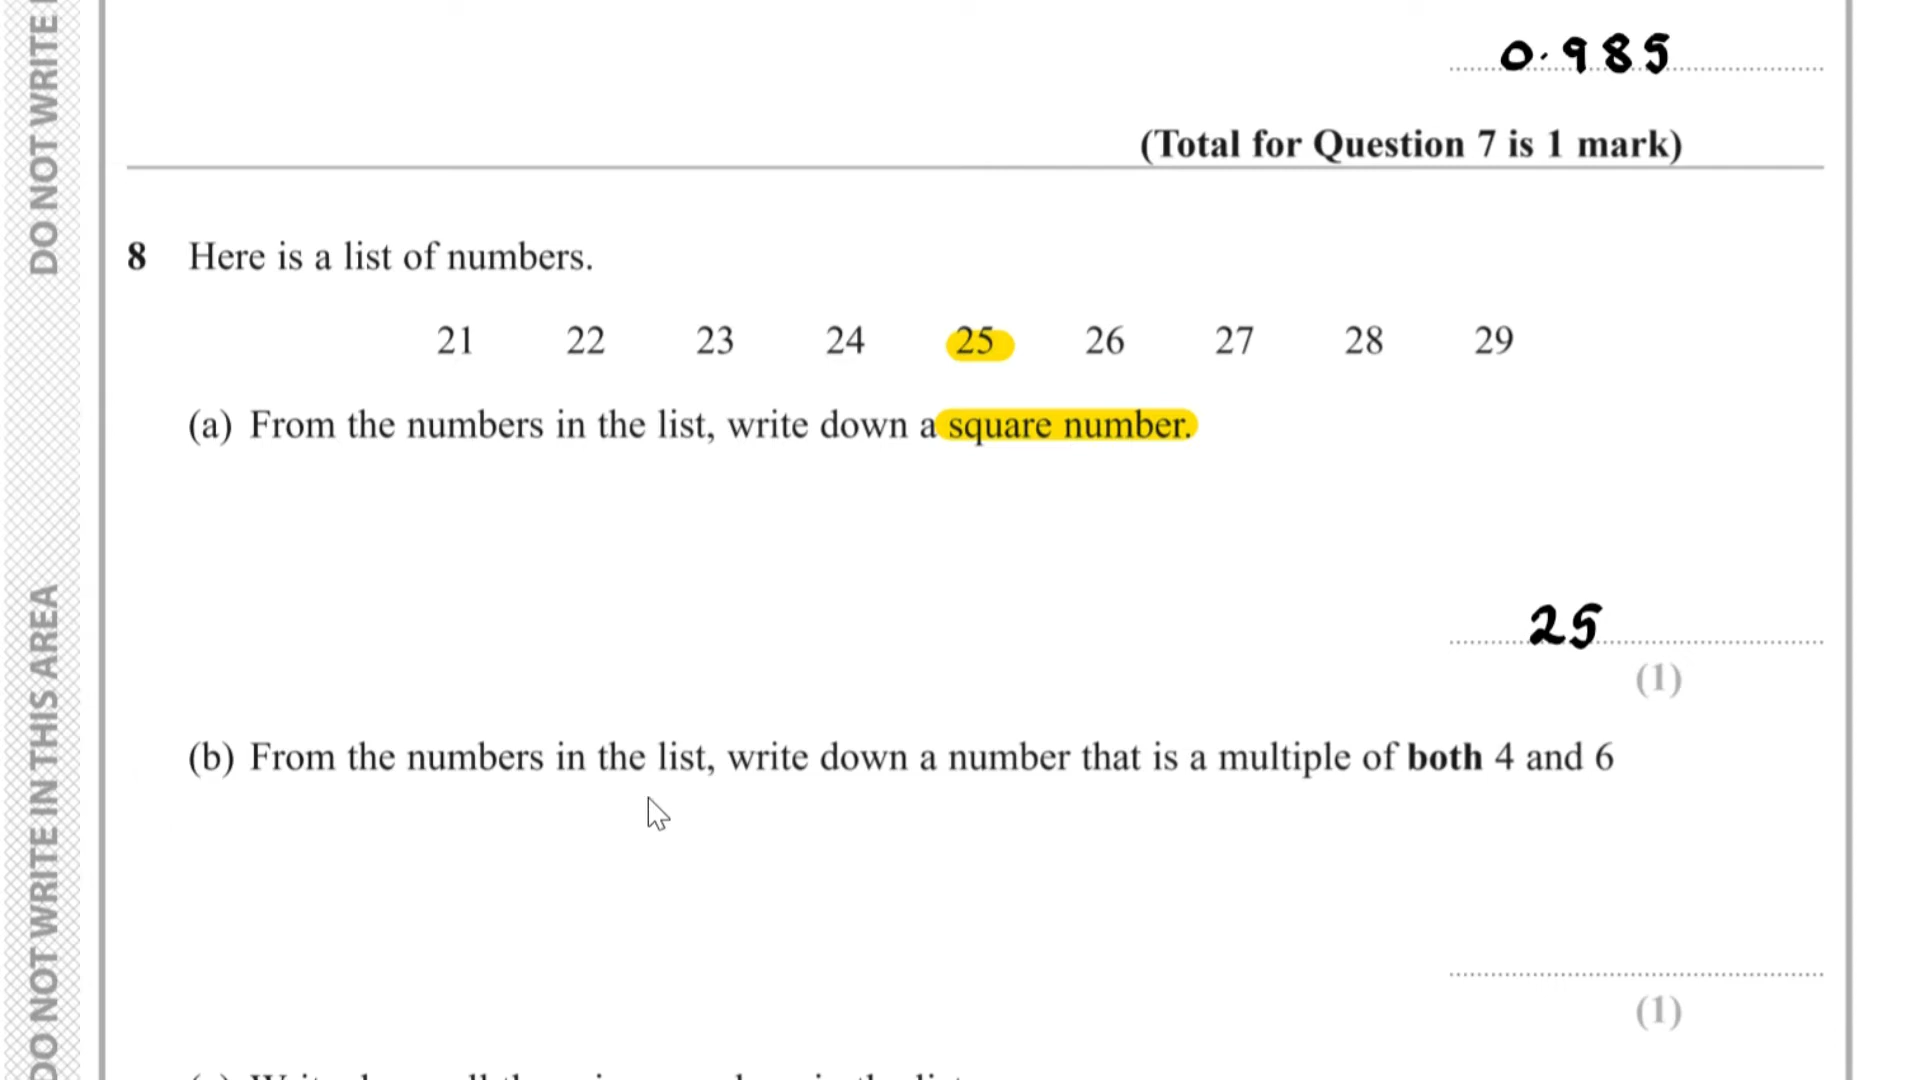 DO NOT WRITE
0.985
(Total for Question 7 is 1 mark)
8 Here is a list of numbers.
21 22 23 24 25 26 27 28 29
(a) From the numbers in the list, write down a square number.
25
(1)
DO NOT WRITE IN THIS AREA
(b) From the numbers in the list, write down a number that is a multiple of both 4 and 6
(1)